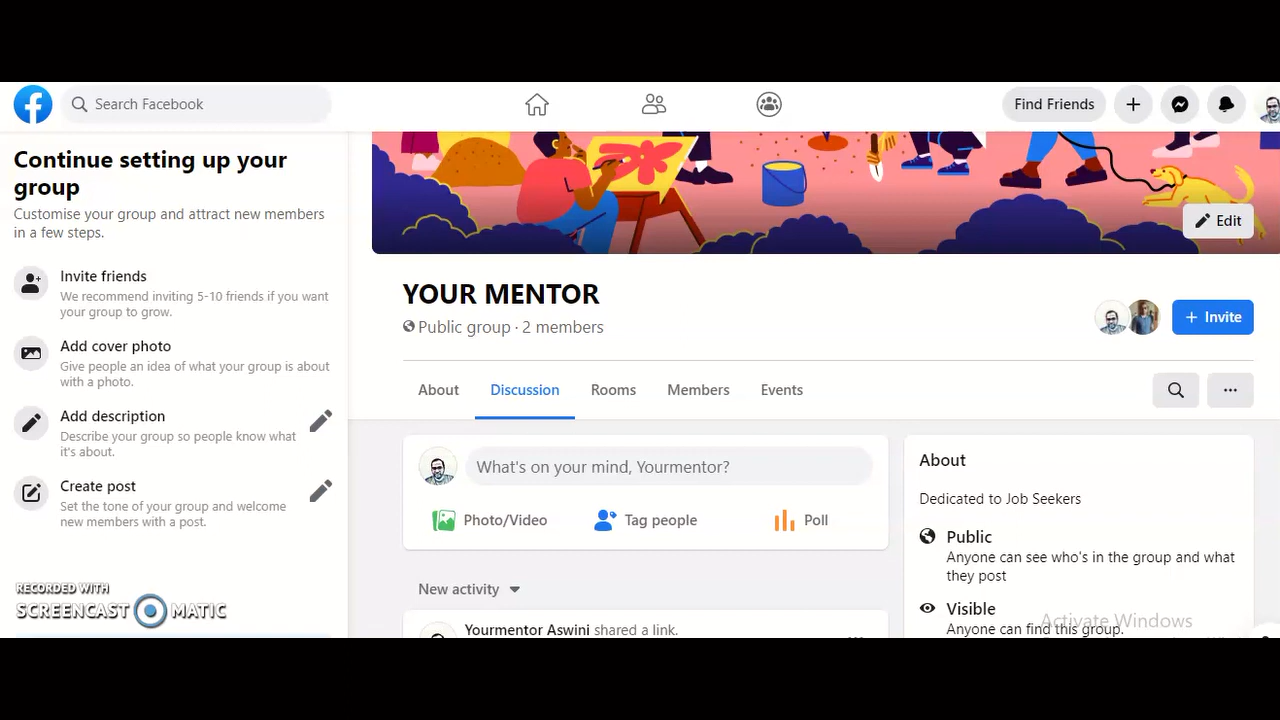 Search Facebook
Find Friends
Continue setting up your
group
Customise your group and attract new members
in a few steps.
Invite friends
We recommend inviting 5-10 friends if you want
your group to grow.
Add cover photo
Give people an idea of what your group is about
with a photo.
Add description
Describe your group so people know what
it's about.
Create post
Set the tone of your group and welcome
new members with a post.
RECORDED WITH
SCREENCAST MATIC
Edit
YOUR MENTOR
Public group · 2 members
+ Invite
About
Discussion
Rooms
Members
Events
What's on your mind, Yourmentor?
Photo/Video
Tag people
Poll
New activity
Yourmentor Aswini shared a link.
About
Dedicated to Job Seekers
Public
Anyone can see who's in the group and what
they post
Visible
Anyone can find this group.
Activate Windows